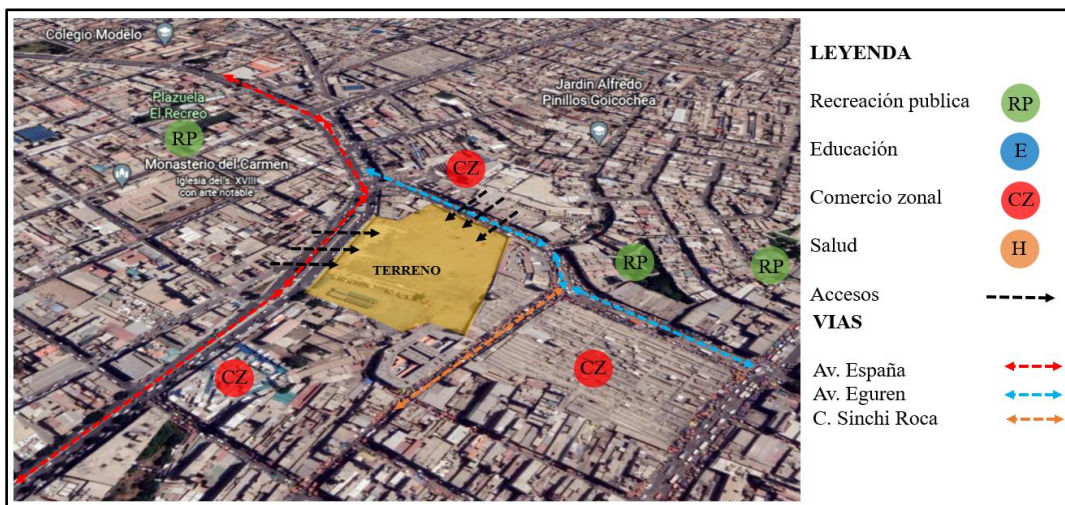 Colegio Modelo
Plazuela
El Recreo
RP
Monasterio del Carmen
Iglesia del s. XVIII
con arte notable
Jardin Alfredo
Pinillos Goicochea
CZ
TERRENO
RP
RP
CZ
CZ
LEYENDA
Recreación publica
RP
Educación
E
Comercio zonal
CZ
Salud
H
Accesos
VIAS
Av. España
Av. Eguren
C. Sinchi Roca